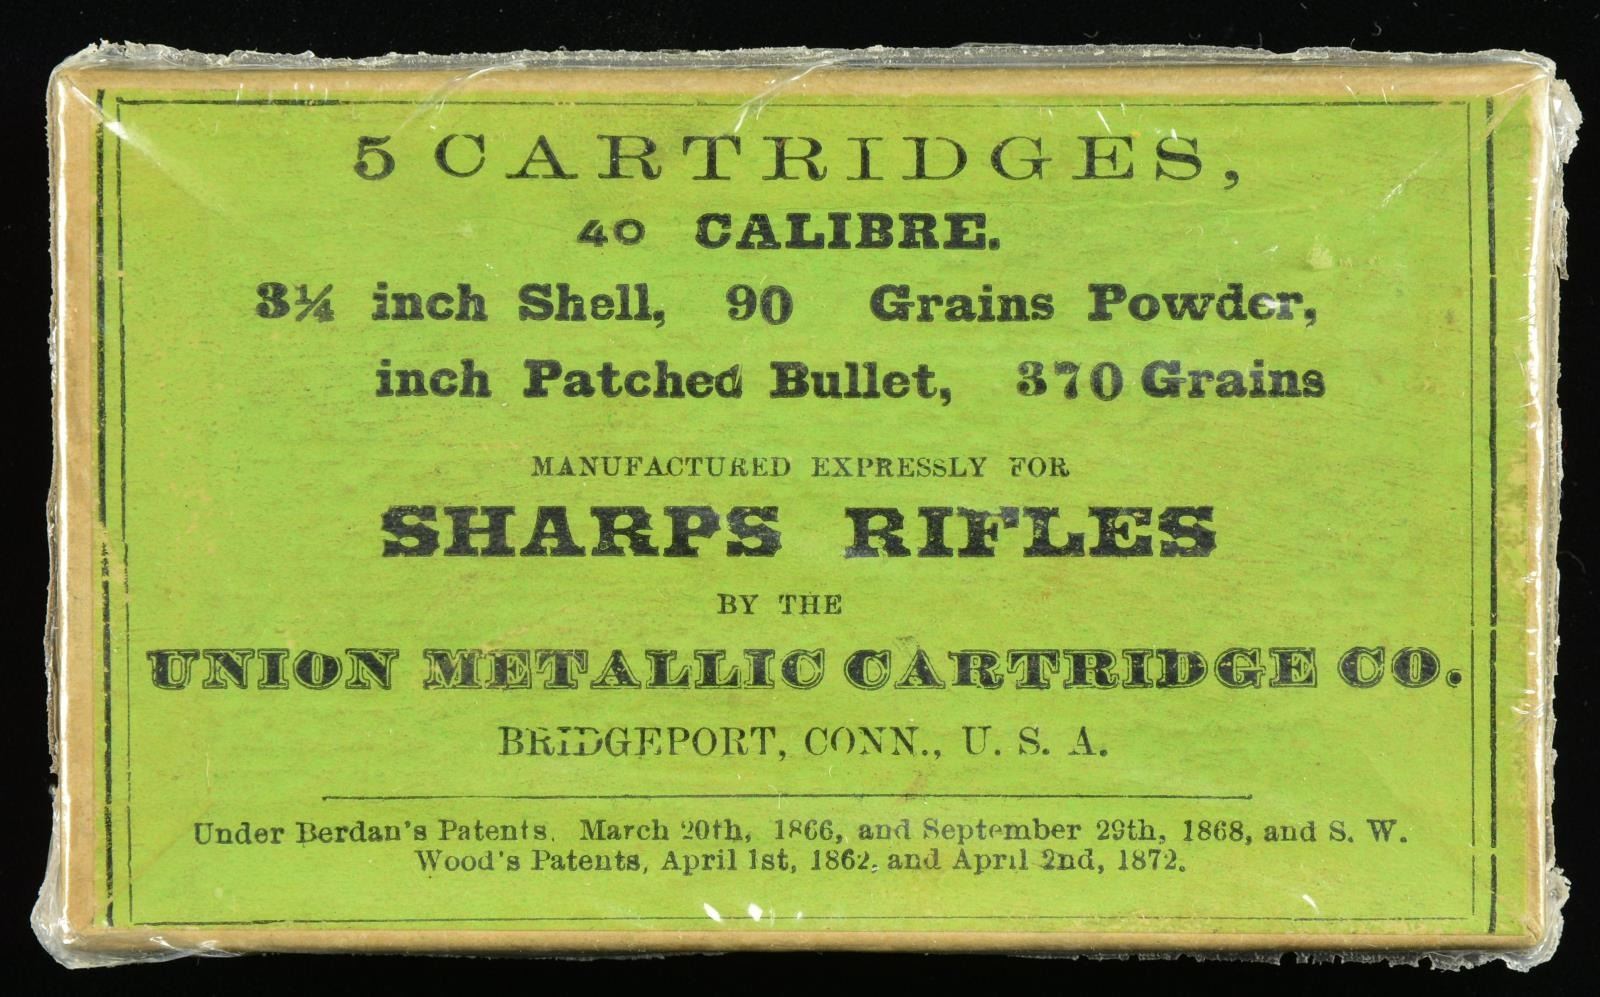 5 CARTRIDGES,
40 CALIBRE.
3¼ inch Shell, 90 Grains Powder,
inch Patched Bullet, 370 Grains
MANUFACTURED EXPRESSLY FOR
SHARPS RIFLES
BY THE
UNION METALLIC CARTRIDGE CO.
BRIDGEPORT, CONN., U. S. A.
Under Berdan's Patents, March 20th, 1866, and September 29th, 1868, and S. W.
Wood's Patents, April 1st, 1862, and April 2nd, 1872.